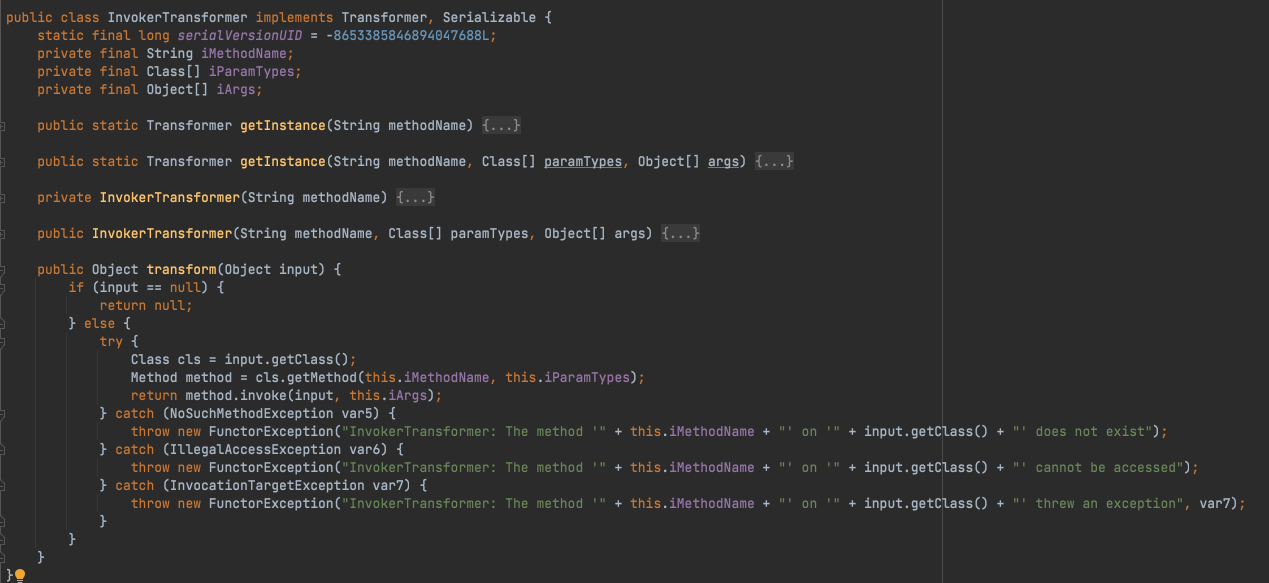 public class InvokerTransformer implements Transformer, Serializable {
    static final long serialVersionUID = -8653385846894047688L;
    private final String iMethodName;
    private final Class[] iParamTypes;
    private final Object[] iArgs;

    public static Transformer getInstance(String methodName) {...}

    public static Transformer getInstance(String methodName, Class[] paramTypes, Object[] args) {...}

    private InvokerTransformer(String methodName) {...}

    public InvokerTransformer(String methodName, Class[] paramTypes, Object[] args) {...}

    public Object transform(Object input) {
        if (input == null) {
            return null;
        } else {
            try {
                Class cls = input.getClass();
                Method method = cls.getMethod(this.iMethodName, this.iParamTypes);
                return method.invoke(input, this.iArgs);
            } catch (NoSuchMethodException var5) {
                throw new FunctorException("InvokerTransformer: The method '" + this.iMethodName + "' on '" + input.getClass() + "' does not exist");
            } catch (IllegalAccessException var6) {
                throw new FunctorException("InvokerTransformer: The method '" + this.iMethodName + "' on '" + input.getClass() + "' cannot be accessed");
            } catch (InvocationTargetException var7) {
                throw new FunctorException("InvokerTransformer: The method '" + this.iMethodName + "' on '" + input.getClass() + "' threw an exception", var7);
            }
        }
    }
}